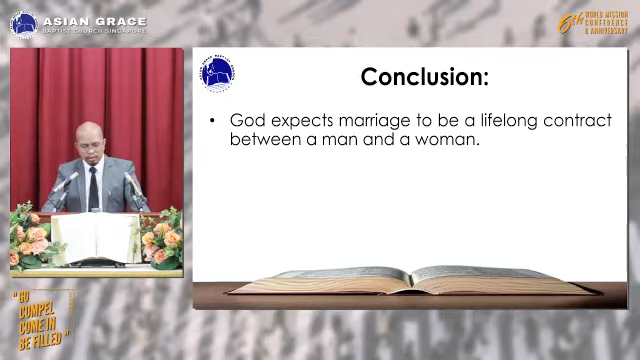 ASIAN GRACE
BAPTIST CHURCH SINGAPORE
6th WORLD MISSION
CONFERENCE
& ANNIVERSARY
Conclusion:
• God expects marriage to be a lifelong contract
between a man and a woman.
"GO
COMPEL
COME IN
BE FILLED"